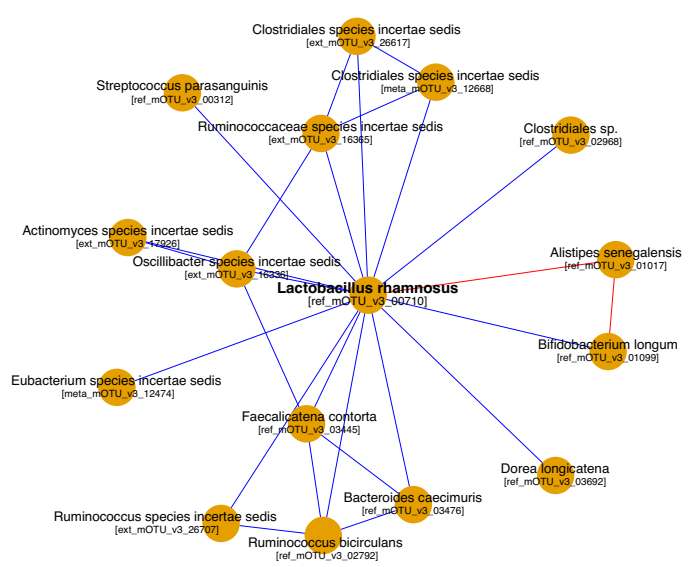 Clostridiales species incertae sedis
[ext_mOTU_v3_26617]
Clostridiales species incertae sedis
[meta_mOTU_v3_12668]
Streptococcus parasanguinis
[ref_mOTU_v3_00312]
Ruminococcaceae species incertae sedis
[ext_mOTU_v3_16365]
Clostridiales sp.
[ref_mOTU_v3_02968]
Actinomyces species incertae sedis
[ext_mOTU_v3_17926]
Alistipes senegalensis
[ref_mOTU_v3_01017]
Oscillibacter species incertae sedis
[ext_mOTU_v3_16336]
Lactobacillus rhamnosus
[ref_mOTU_v3_00710]
Bifidobacterium longum
[ref_mOTU_v3_01099]
Eubacterium species incertae sedis
[meta_mOTU_v3_12474]
Faecalicatena contorta
[ref_mOTU_v3_03445]
Dorea longicatena
[ref_mOTU_v3_03692]
Bacteroides caecimuris
[ref_mOTU_v3_03476]
Ruminococcus species incertae sedis
[ext_mOTU_v3_26707]
Ruminococcus bicirculans
[ref_mOTU_v3_02792]